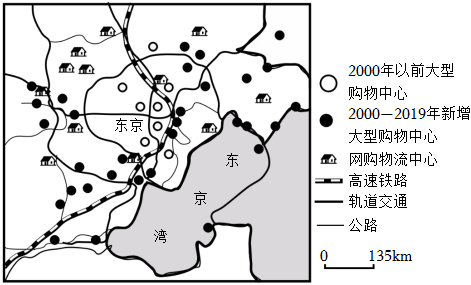 东京
东
京
湾
2000年以前大型
购物中心
2000—2019年新增
大型购物中心
网购物流中心
高速铁路
轨道交通
公路
0 135km